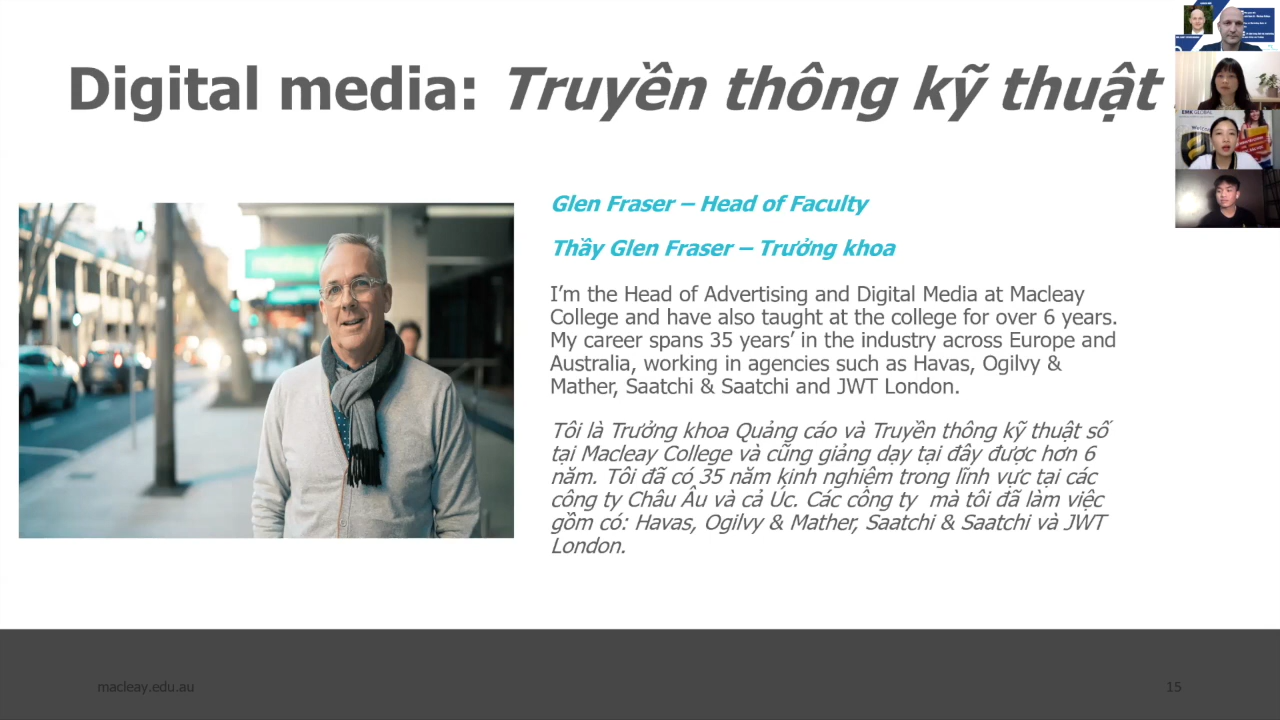 Digital media: Truyền thông kỹ thuật
Glen Fraser – Head of Faculty
Thầy Glen Fraser – Trưởng khoa
I’m the Head of Advertising and Digital Media at Macleay
College and have also taught at the college for over 6 years.
My career spans 35 years’ in the industry across Europe and
Australia, working in agencies such as Havas, Ogilvy &
Mather, Saatchi & Saatchi and JWT London.
Tôi là Trưởng khoa Quảng cáo và Truyền thông kỹ thuật số
tại Macleay College và cũng giảng dạy tại đây được hơn 6
năm. Tôi đã có 35 năm kinh nghiệm trong lĩnh vực tại các
công ty Châu Âu và cả Úc. Các công ty  mà tôi đã làm việc
gồm có: Havas, Ogilvy & Mather, Saatchi & Saatchi và JWT
London.
macleay.edu.au
15
EMK GLOBAL